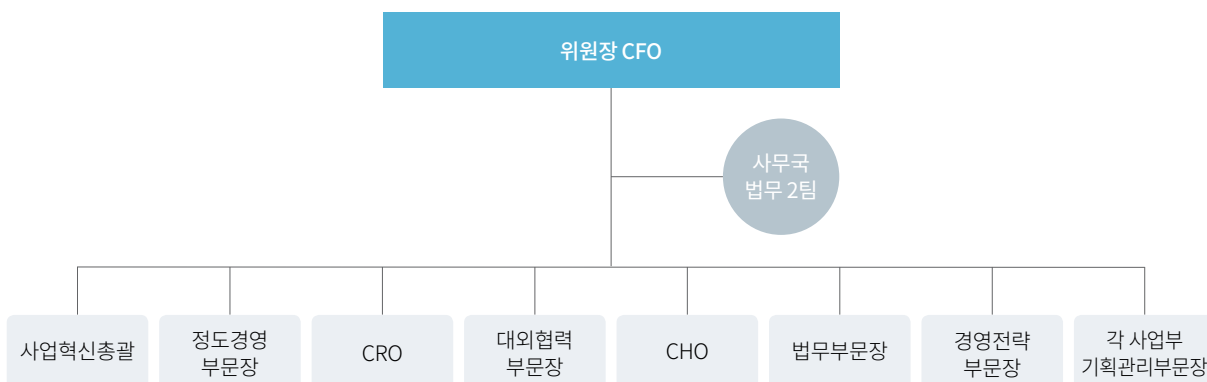 위원장 CFO
사무국
법무 2팀
사업혁신총괄
정도경영
부문장
CRO
대외협력
부문장
CHO
법무부문장
경영전략
부문장
각 사업부
기획관리부문장